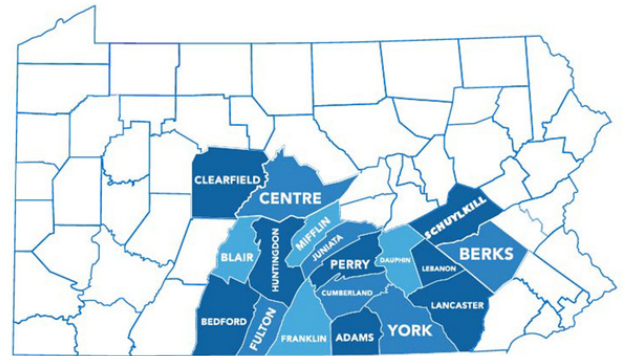 CLEARFIELD
CENTRE
SCHUYLKILL
MIFFLIN
BLAIR
HUNTINGDON
JUNIATA
BERKS
PERRY
DAUPHIN
LEBANON
CUMBERLAND
LANCASTER
BEDFORD
FULTON
FRANKLIN
ADAMS
YORK